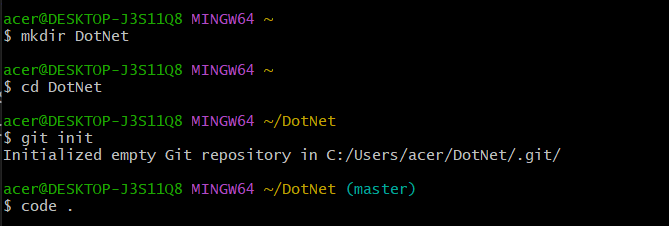 acer@DESKTOP-J3S11Q8 MINGW64 ~
$ mkdir DotNet
acer@DESKTOP-J3S11Q8 MINGW64 ~
$ cd DotNet
acer@DESKTOP-J3S11Q8 MINGW64 ~/DotNet
$ git init
Initialized empty Git repository in C:/Users/acer/DotNet/.git/
acer@DESKTOP-J3S11Q8 MINGW64 ~/DotNet (master)
$ code .